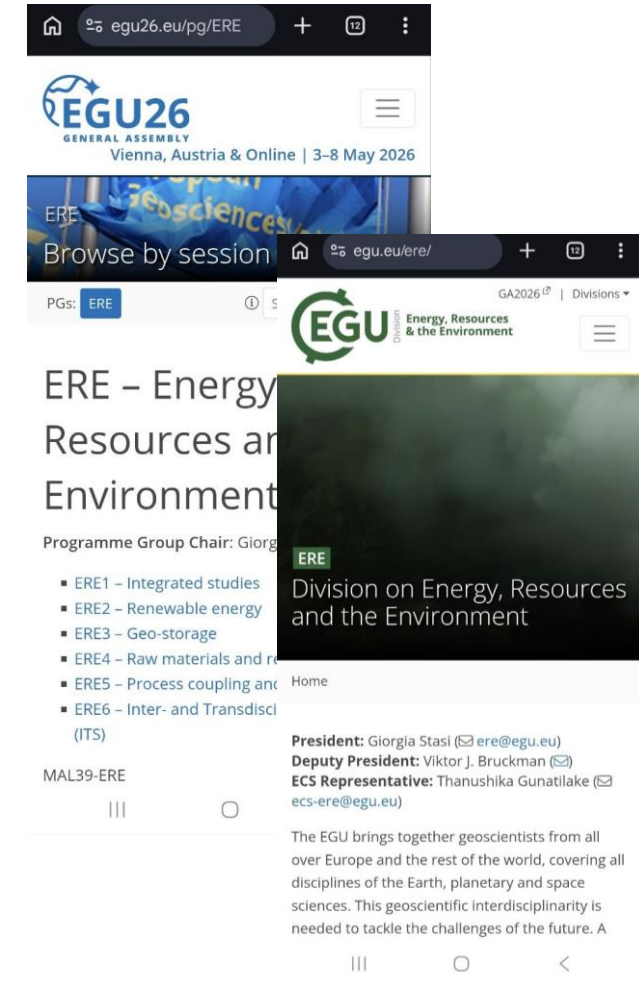 egu26.eu/pg/ERE
12
EGU26
GENERAL ASSEMBLY
Vienna, Austria & Online | 3–8 May 2026
ERE
Browse by session
PGs: ERE
ERE – Energy
Resources
Environment
Programme Group Chair:
ERE1 – Integrated studies
ERE2 – Renewable energy
ERE3 – Geo-storage
ERE4 – Raw materials and
ERE5 – Process coupling
ERE6 – Inter- and
(ITS)
MAL39-ERE
egu.eu/ere/
12
GA2026 | Divisions
EGU
Division
Energy, Resources
& the Environment
ERE
Division on Energy, Resources
and the Environment
Home
President: Giorgia Stasi (ere@egu.eu)
Deputy President: Viktor J. Bruckman ()
ECS Representative: Thanushika Gunatilake (
ecs-ere@egu.eu)
The EGU brings together geoscientists from all
over Europe and the rest of the world, covering all
disciplines of the Earth, planetary and space
sciences. This geoscientific interdisciplinarity is
needed to tackle the challenges of the future. A